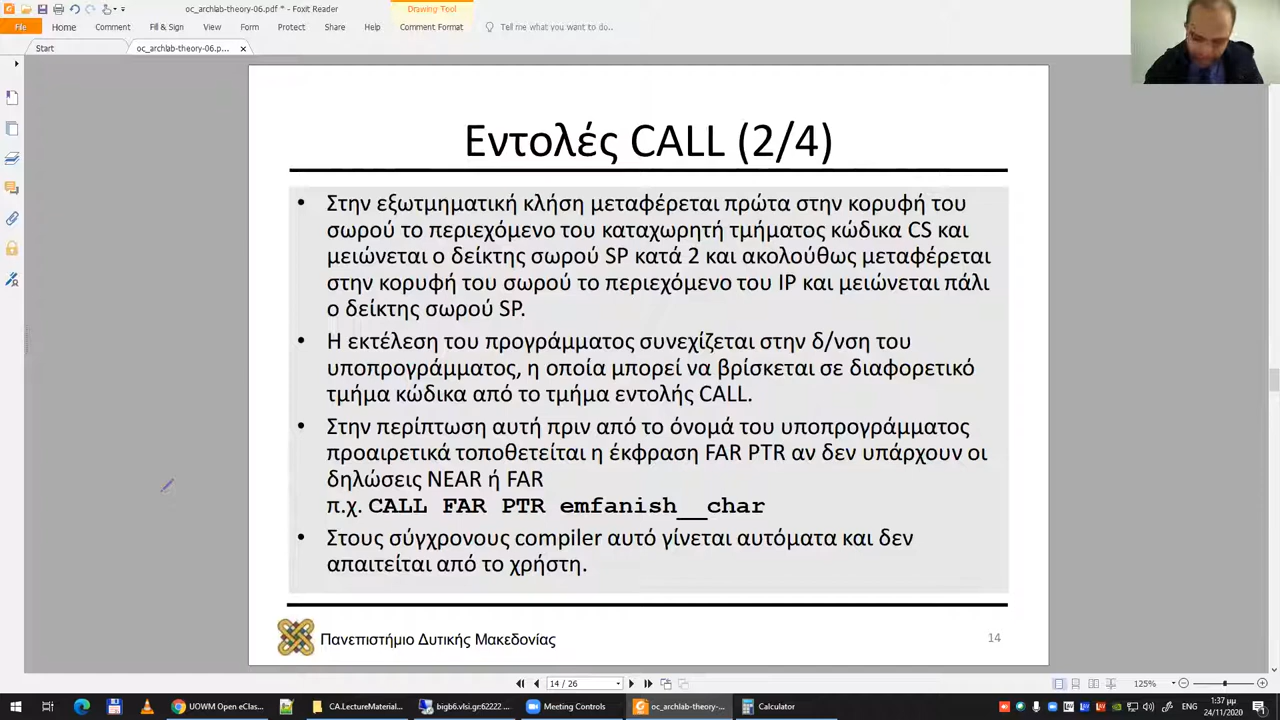 oc_archlab-theory-06.pdf * - Foxit Reader
Drawing Tool
File Home Comment Fill & Sign View Form Protect Share Help Comment Format Tell me what you want to do..
Start oc_archlab-theory-06.p...
Εντολές CALL (2/4)
• Στην εξωτμηματική κλήση μεταφέρεται πρώτα στην κορυφή του
σωρού το περιεχόμενο του καταχωρητή τμήματος κώδικα CS και
μειώνεται ο δείκτης σωρού SP κατά 2 και ακολούθως μεταφέρεται
στην κορυφή του σωρού το περιεχόμενο του IP και μειώνεται πάλι
ο δείκτης σωρού SP.
• Η εκτέλεση του προγράμματος συνεχίζεται στην δ/νση του
υποπρογράμματος, η οποία μπορεί να βρίσκεται σε διαφορετικό
τμήμα κώδικα από το τμήμα εντολής CALL.
• Στην περίπτωση αυτή πριν από το όνομά του υποπρογράμματος
προαιρετικά τοποθετείται η έκφραση FAR PTR αν δεν υπάρχουν οι
δηλώσεις NEAR ή FAR
π.χ. CALL FAR PTR emfanish__char
• Στους σύγχρονους compiler αυτό γίνεται αυτόματα και δεν
απαιτείται από το χρήστη.
Πανεπιστήμιο Δυτικής Μακεδονίας
14
14 / 26
125%
UOWM Open eClas... CA.LectureMaterial... bigb6.vlsi.gr:62222 ... Meeting Controls oc_archlab-theory-... Calculator
1:37 μμ
24/11/2020